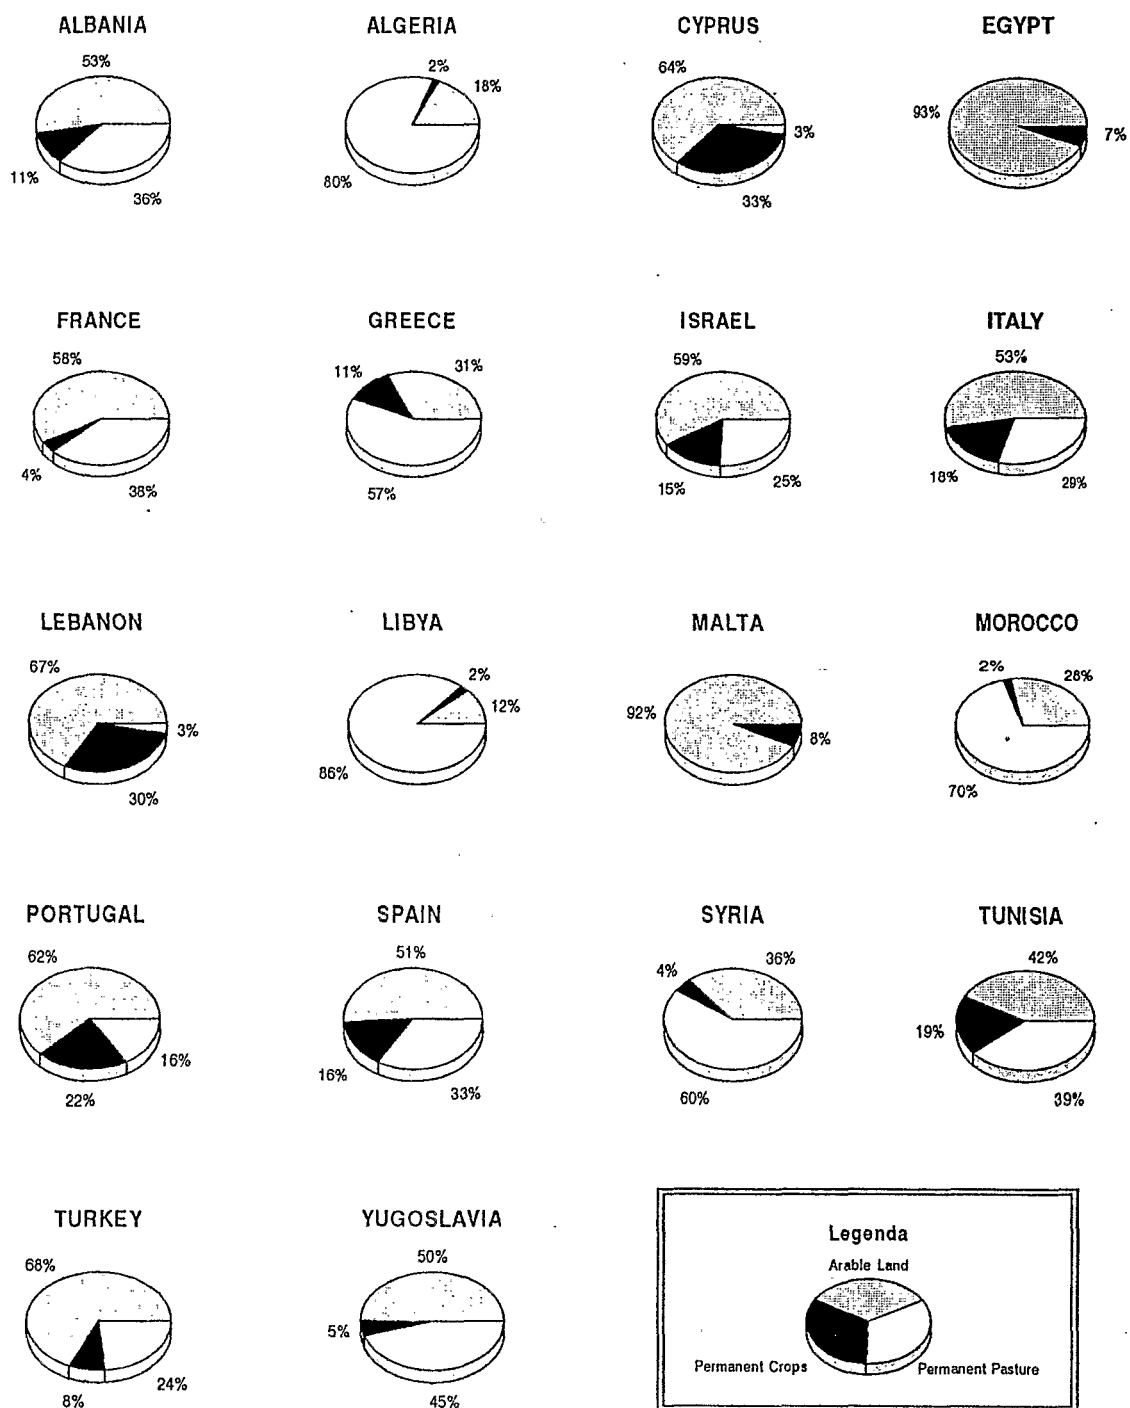 ALBANIA
53%
11%
36%
ALGERIA
2%
18%
80%
CYPRUS
64%
3%
33%
EGYPT
93%
7%
FRANCE
58%
4%
38%
GREECE
11%
31%
57%
ISRAEL
59%
15%
25%
ITALY
53%
18%
29%
LEBANON
67%
3%
30%
LIBYA
2%
12%
86%
MALTA
92%
8%
MOROCCO
2%
28%
70%
PORTUGAL
62%
16%
22%
SPAIN
51%
16%
33%
SYRIA
4%
36%
60%
TUNISIA
42%
19%
39%
TURKEY
68%
24%
8%
YUGOSLAVIA
50%
5%
45%
Legenda
Arable Land
Permanent Crops
Permanent Pasture